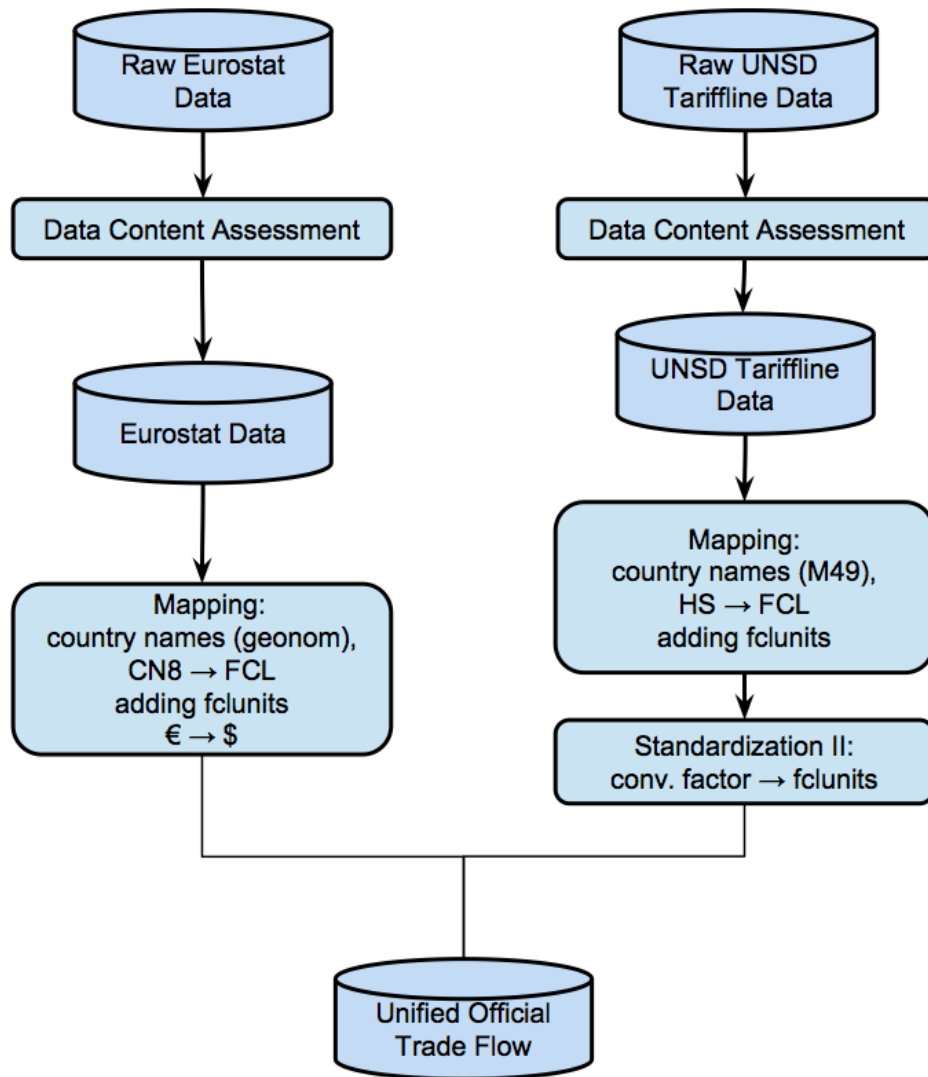 Raw Eurostat
Data
Raw UNSD
Tariffline Data
Data Content Assessment
Data Content Assessment
Eurostat Data
UNSD Tariffline
Data
Mapping:
country names (geonom),
CN8 → FCL
adding fclunits
€ → $
Mapping:
country names (M49),
HS → FCL
adding fclunits
Standardization II:
conv. factor → fclunits
Unified Official
Trade Flow